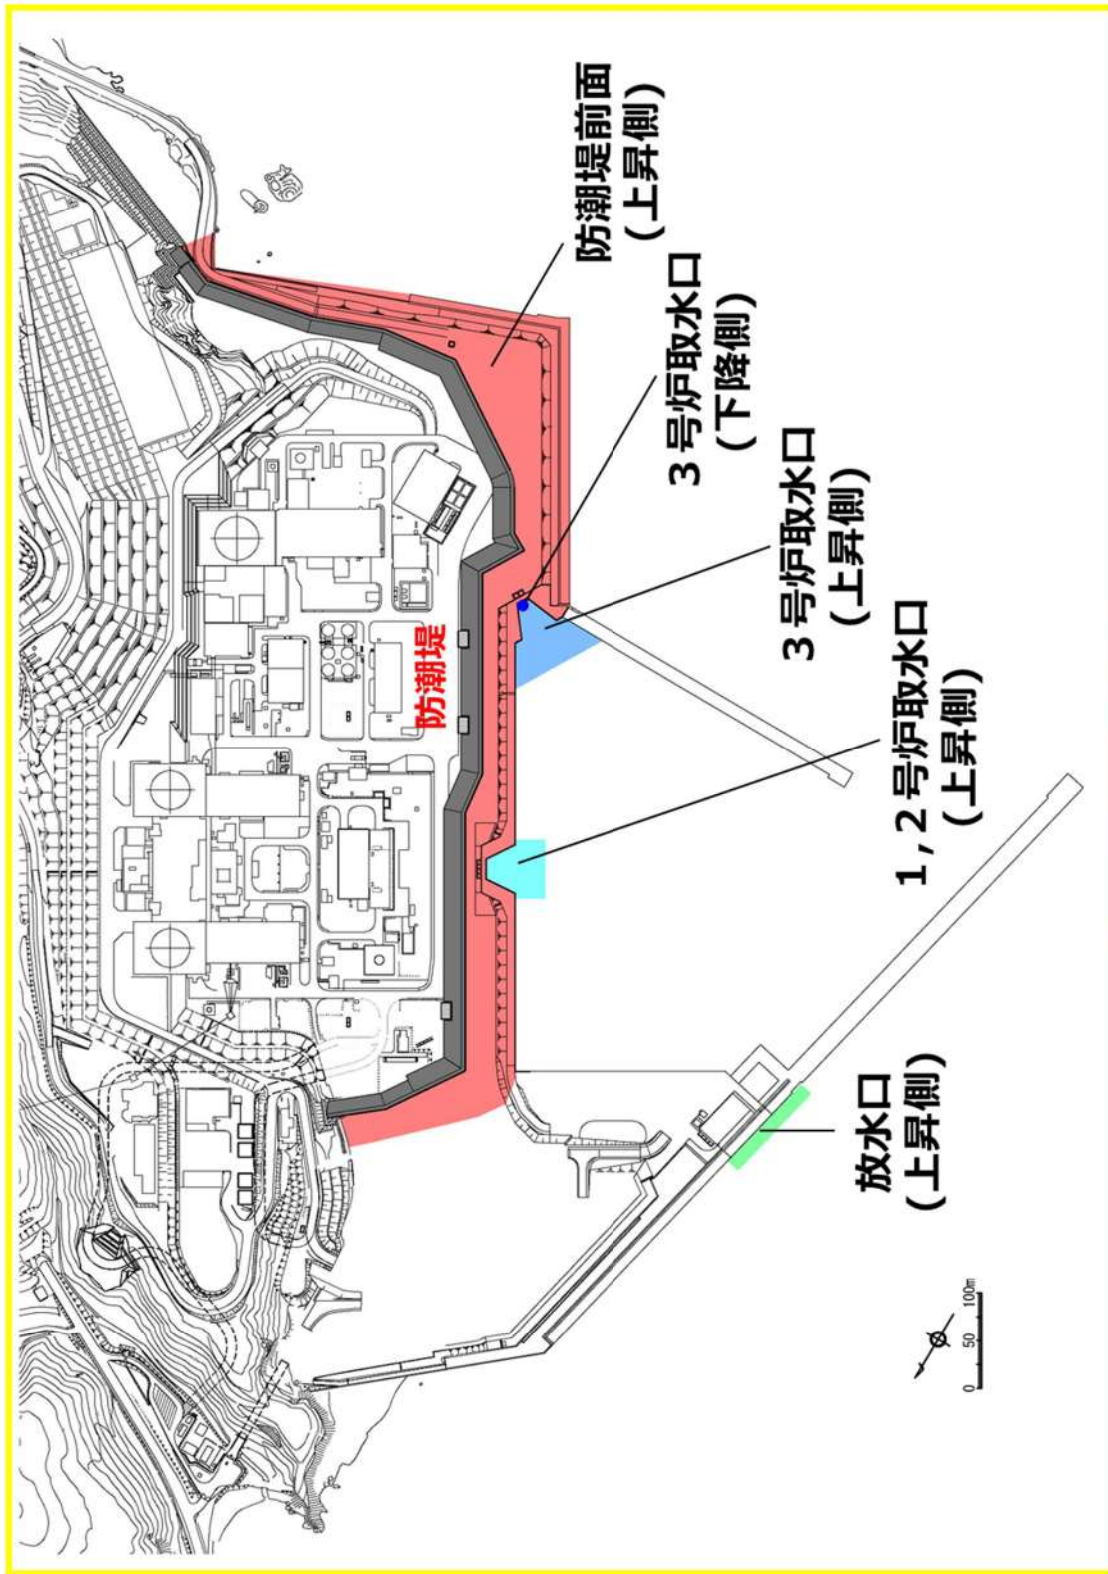 防潮堤前面
(上昇側)
3号炉取水口
(下降側)
3号炉取水口
(上昇側)
1,2号炉取水口
(上昇側)
放水口
(上昇側)
防潮堤
0 50 100m